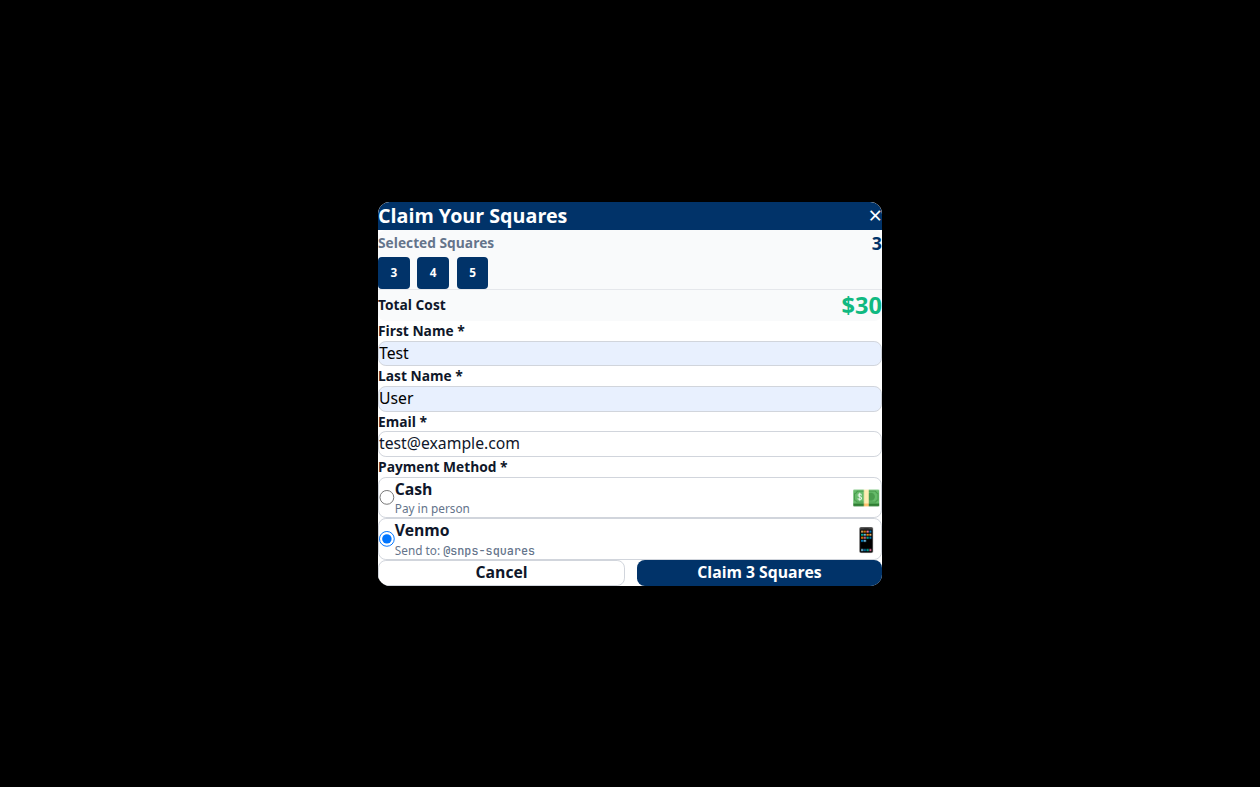 Claim Your Squares ×
Selected Squares 3
3 4 5
Total Cost $30
First Name *
Test
Last Name *
User
Email *
test@example.com
Payment Method *
Cash
Pay in person
Venmo
Send to: @snps-squares
Cancel Claim 3 Squares